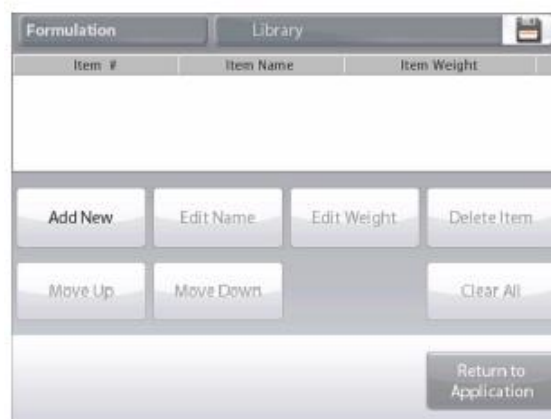 Formulation Library
Item # Item Name Item Weight
Add New Edit Name Edit Weight Delete Item
Move Up Move Down Clear All
Return to
Application